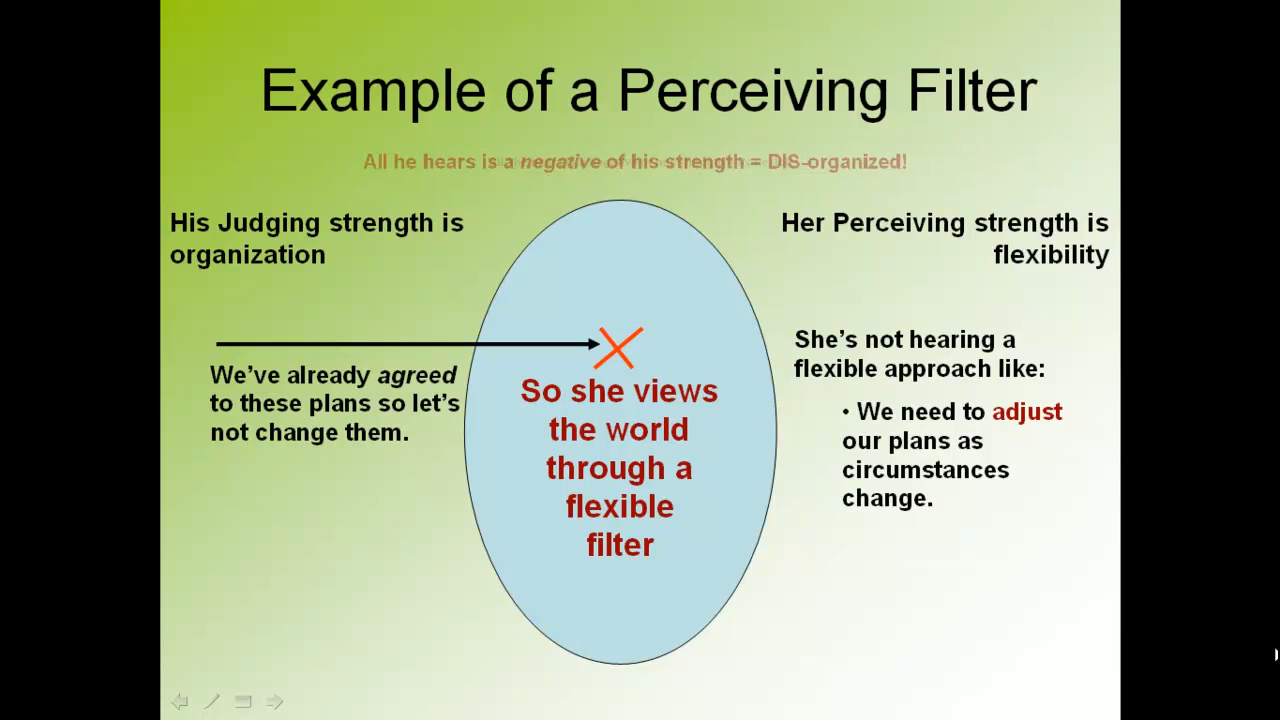 Example of a Perceiving Filter
All he hears is a negative of his strength = DIS-organized!
His Judging strength is
organization
Her Perceiving strength is
flexibility
We've already agreed
to these plans so let's
not change them.
So she views
the world
through a
flexible
filter
She's not hearing a
flexible approach like:
• We need to adjust
our plans as
circumstances
change.